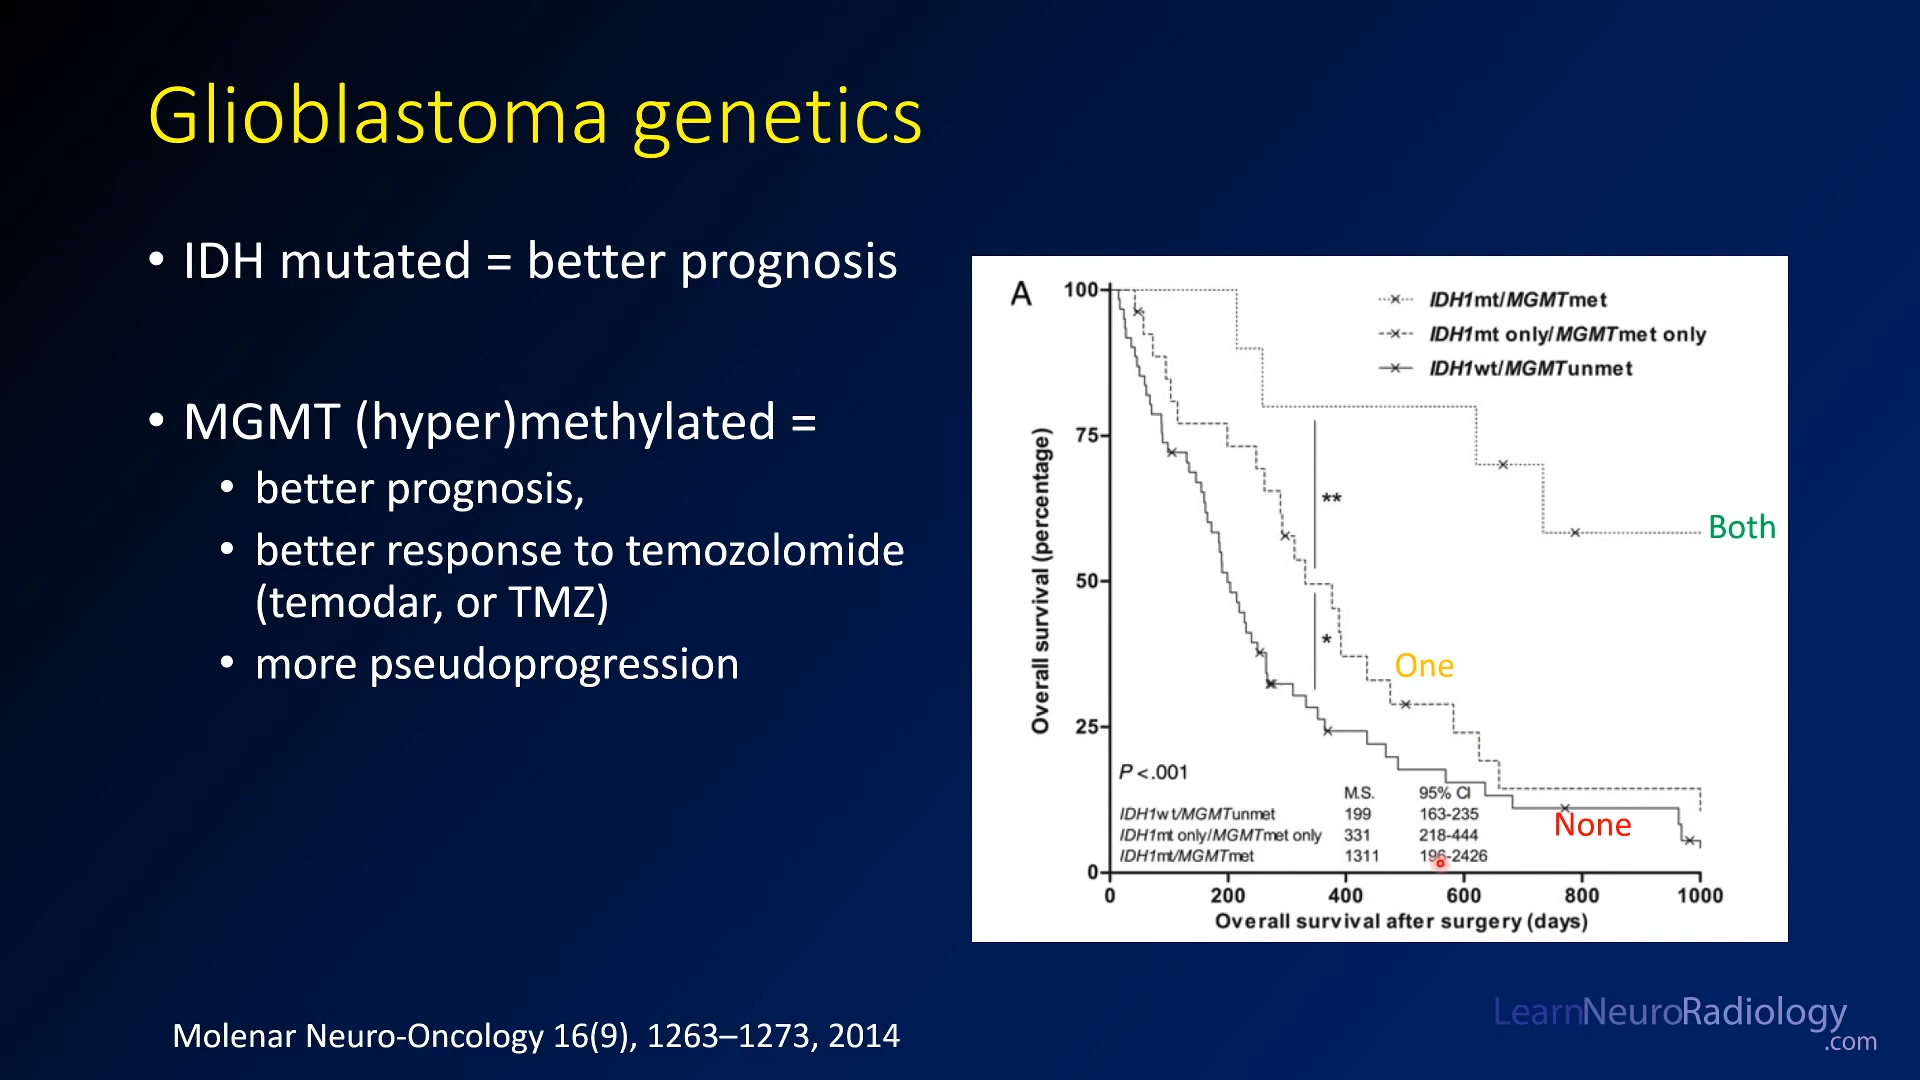 Glioblastoma genetics
• IDH mutated = better prognosis
• MGMT (hyper)methylated =
• better prognosis,
• better response to temozolomide
(temodar, or TMZ)
• more pseudoprogression
A
IDH1mt/MGMTmet
IDH1mt only/MGMTmet only
IDH1wt/MGMTunmet
Overall survival (percentage)
100
75
50
25
0
**
*
Both
One
None
P <.001
M.S. 95% CI
IDH1wt/MGMTunmet 199 163-235
IDH1mt only/MGMTmet only 331 218-444
IDH1mt/MGMTmet 1311 196-2426
0 200 400 600 800 1000
Overall survival after surgery (days)
Molenar Neuro-Oncology 16(9), 1263–1273, 2014
LearnNeuroRadiology
.com